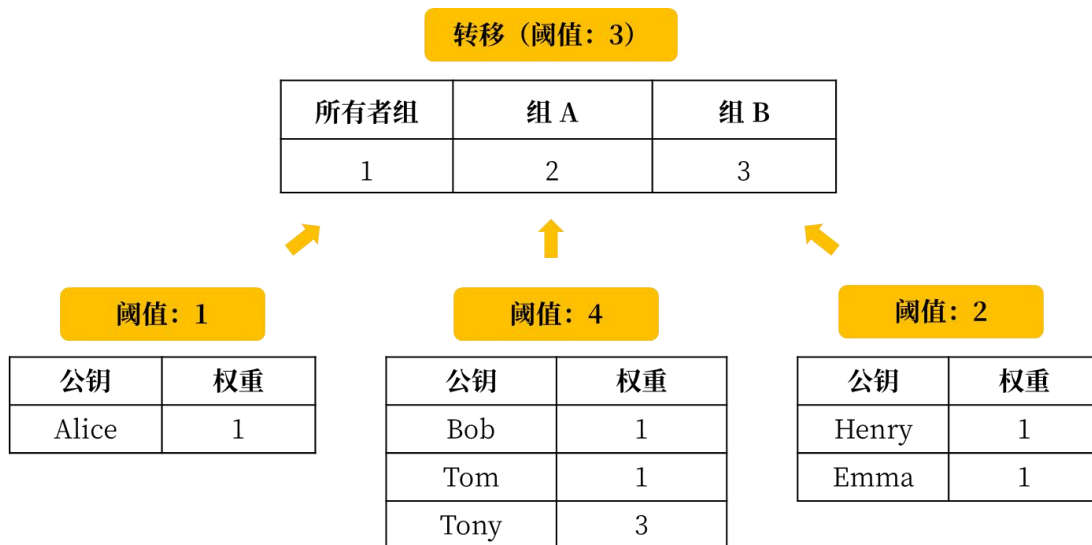 转移（阈值：3）
所有者组 组 A 组 B
1 2 3
阈值：1
阈值：4
阈值：2
公钥 权重
Alice 1
公钥 权重
Bob 1
Tom 1
Tony 3
公钥 权重
Henry 1
Emma 1